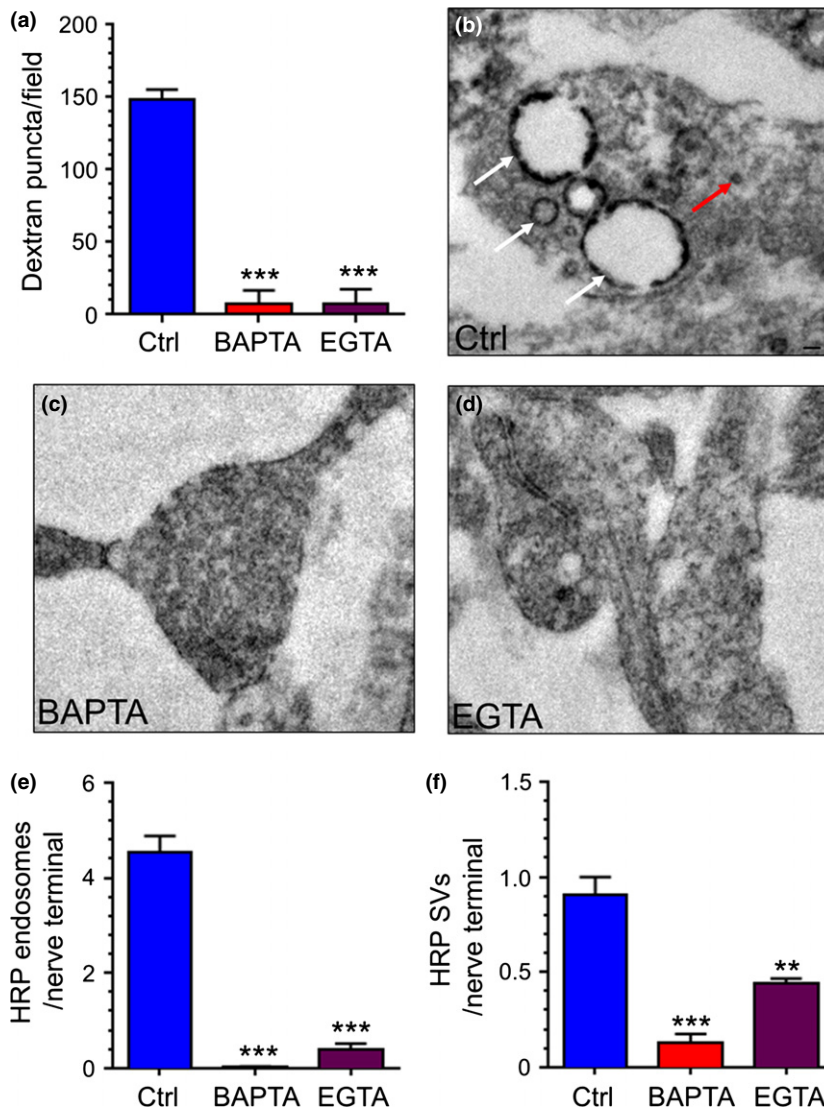 (a)
200
150
100
50
0
Dextran puncta/field
***
***
Ctrl
BAPTA
EGTA
(b)
Ctrl
(c)
BAPTA
(d)
EGTA
(e)
6
4
2
0
HRP endosomes
/nerve terminal
***
***
Ctrl
BAPTA
EGTA
(f)
1.5
1.0
0.5
0
HRP SVs
/nerve terminal
***
**
Ctrl
BAPTA
EGTA